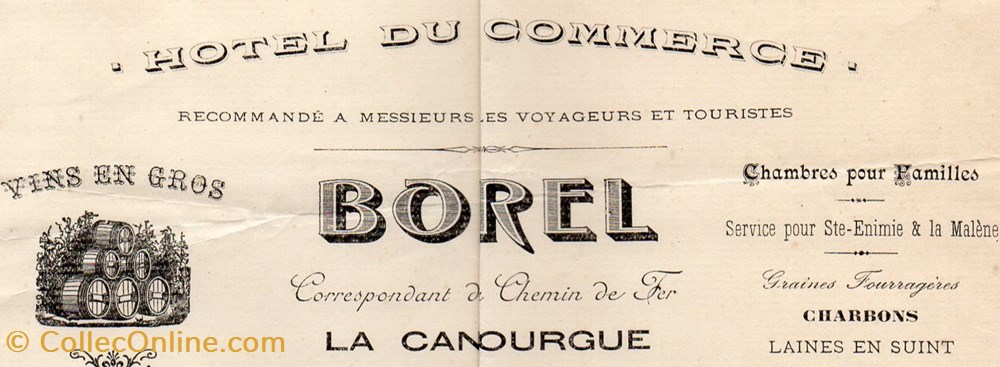 · HOTEL DU COMMERCE ·
RECOMMANDÉ A MESSIEURS LES VOYAGEURS ET TOURISTES
VINS EN GROS
BOREL
Correspondant de Chemin de Fer
LA CANOURGUE
Chambres pour Familles
Service pour Ste-Enimie & la Malène
Graines Fourragères
CHARBONS
LAINES EN SUINT
© CollecOnline.com